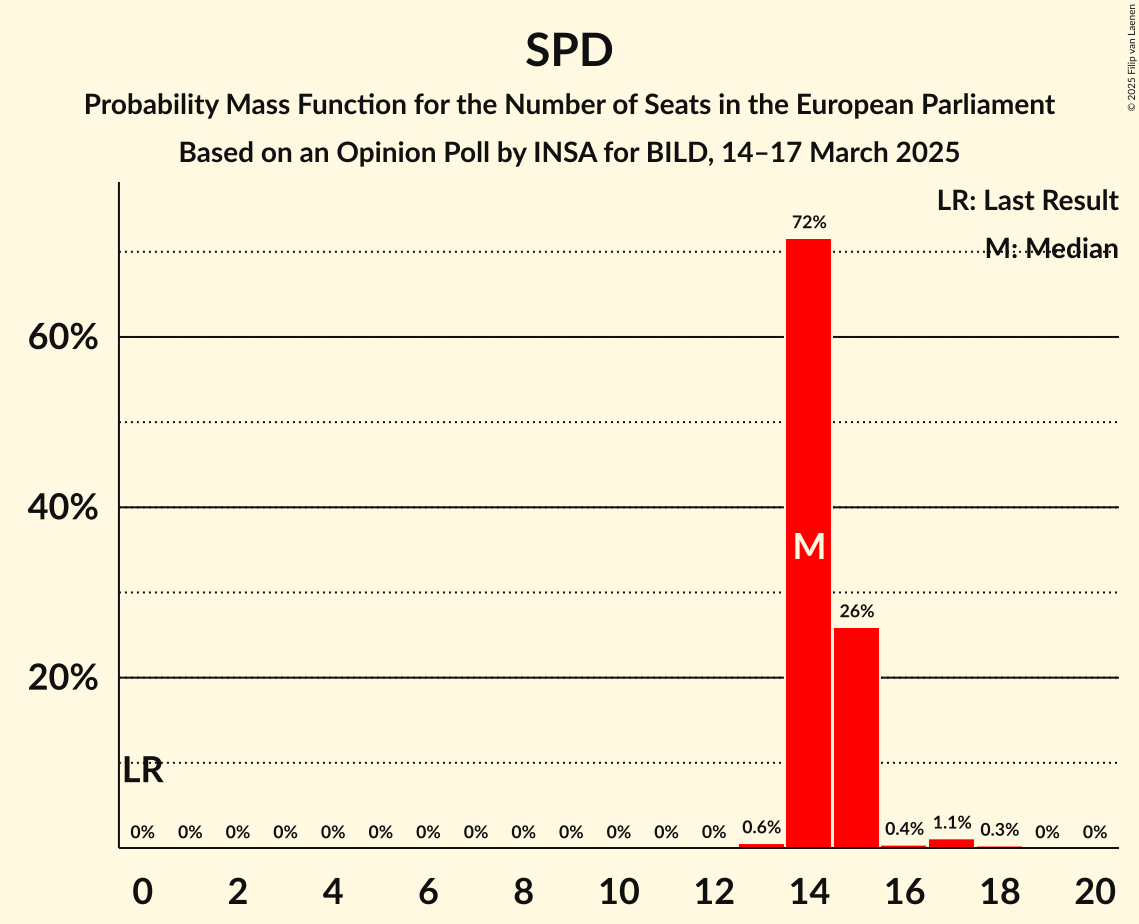 SPD
Probability Mass Function for the Number of Seats in the European Parliament
Based on an Opinion Poll by INSA for BILD, 14–17 March 2025
© 2025 Filip van Laenen
LR: Last Result
M: Median
72%
60%
40%
M
26%
20%
LR
0% 0% 0% 0% 0% 0% 0% 0% 0% 0% 0% 0% 0% 0.6% 0.4% 1.1% 0.3% 0% 0%
0 2 4 6 8 10 12 14 16 18 20